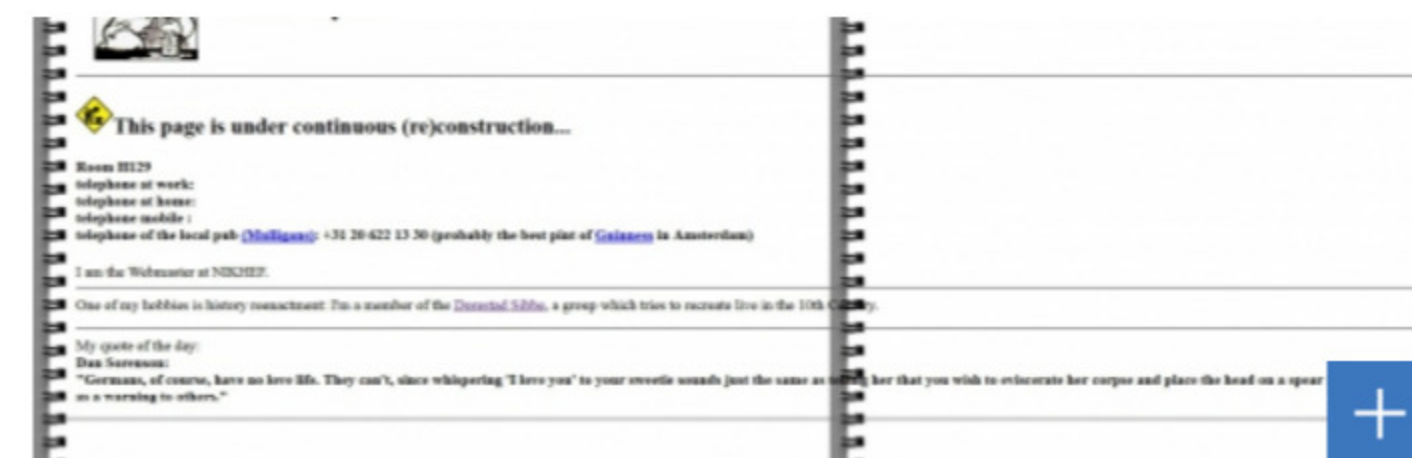 This page is under continuous (re)construction...
Room H129
telephone at work:
telephone at home:
telephone mobile :
telephone of the local pub (Mulligans): +31 20 622 13 30 (probably the best pint of Guinness in Amsterdam)
I am the Webmaster at NIKHEF.
One of my hobbies is history reenactment: I'm a member of the Dorestad Sibbe, a group which tries to recreate live in the 10th
My quote of the day:
Dan Sorenson:
"Germans, of course, have no love life. They can't, since whispering 'I love you' to your sweetie sounds just the same as her that you wish to eviscerate her corpse and place the head on a spear
as a warning to others."